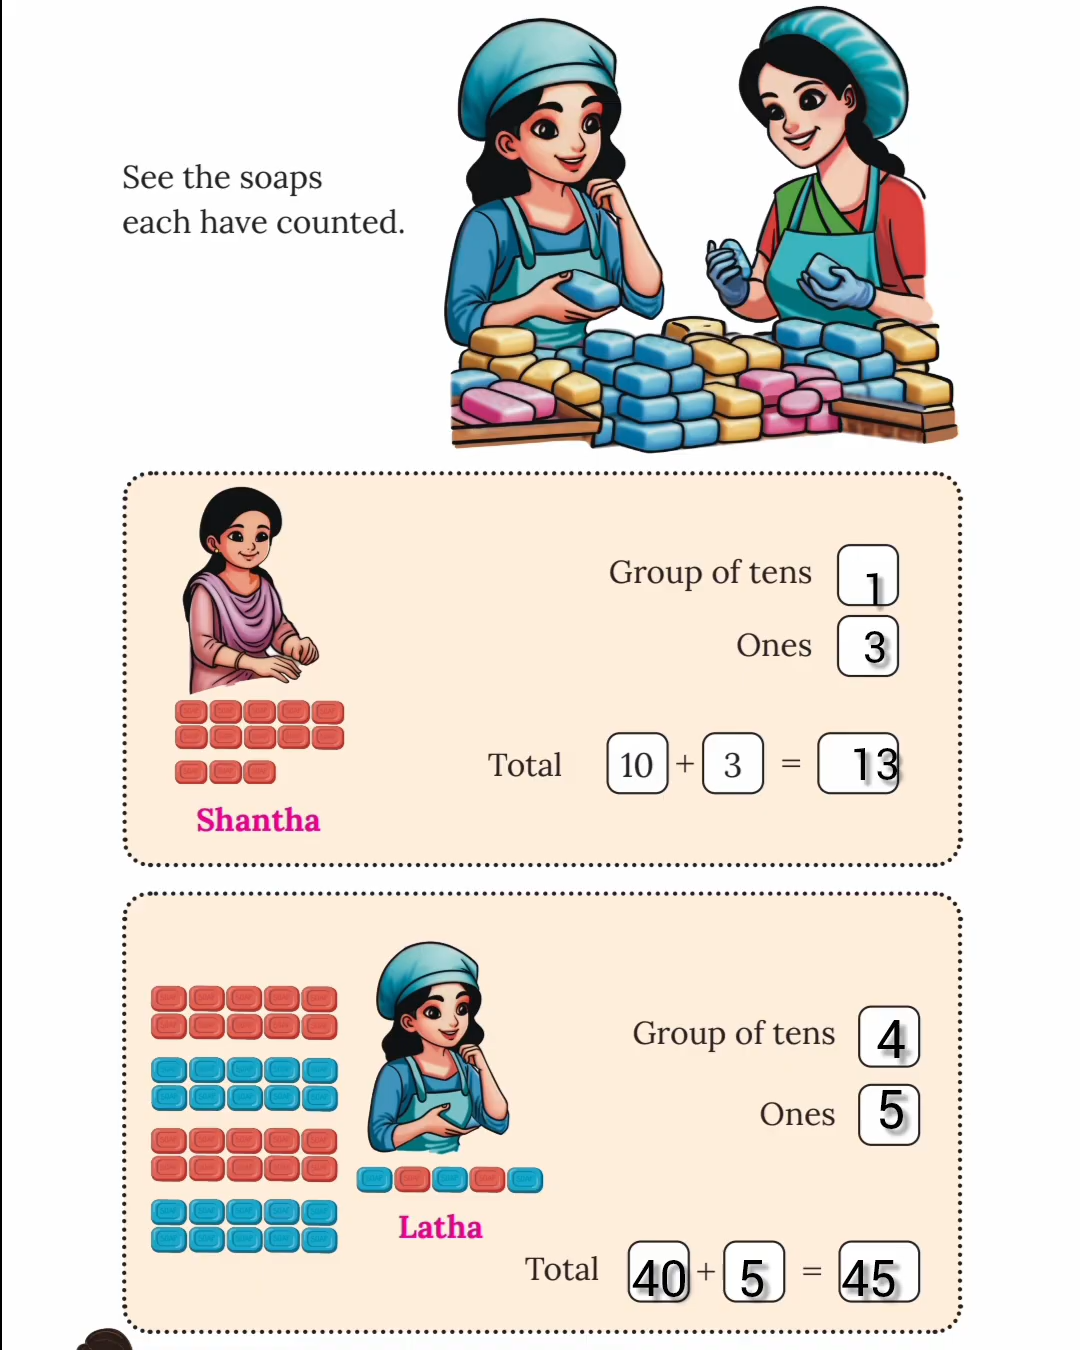 See the soaps
each have counted.
Group of tens 1
Ones 3
Total 10 + 3 = 13
Shantha
Group of tens 4
Ones 5
Latha
Total 40 + 5 = 45